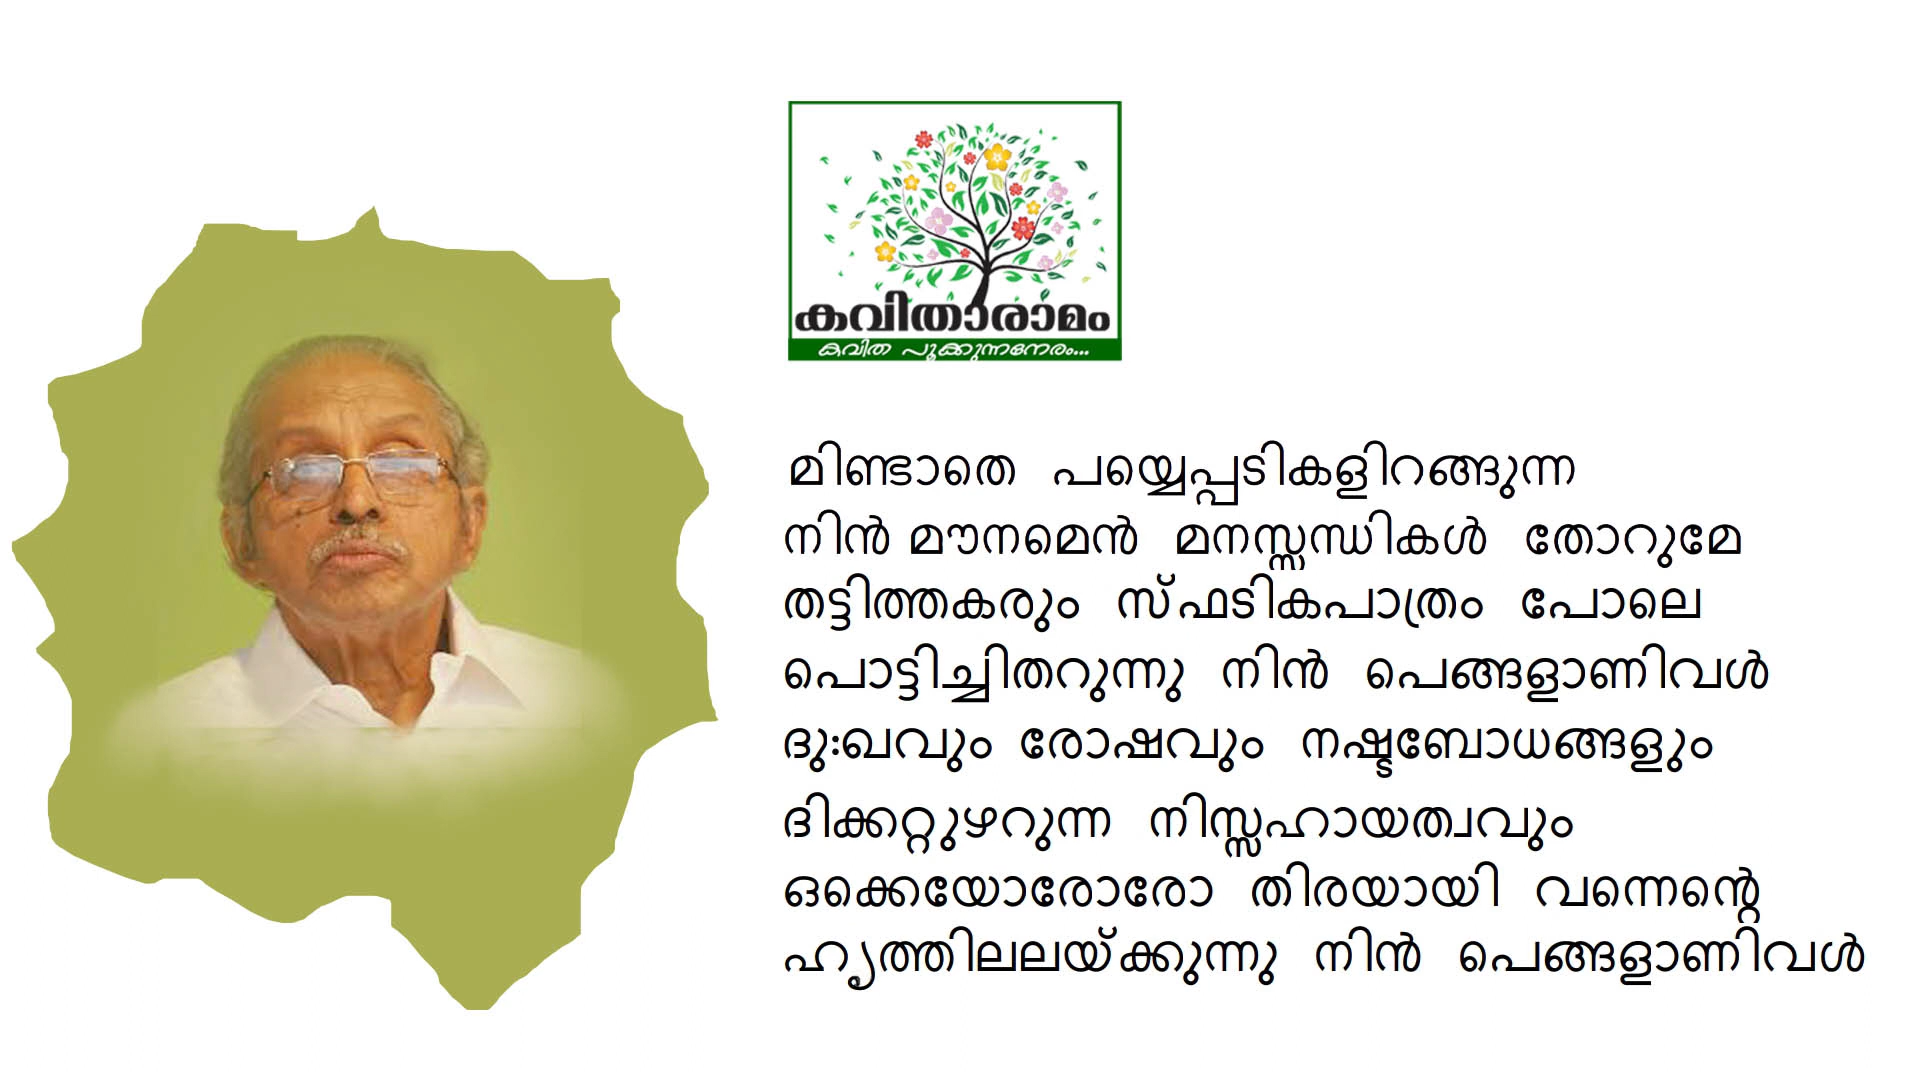 കവിതാരാമം
കവിത പൂക്കുന്നനേരം...
മിണ്ടാതെ പയ്യെപ്പടികളിറങ്ങുന്ന
നിൻ മൗനമെൻ മനസ്സന്ധികൾ തോറുമേ
തട്ടിത്തകരും സ്ഫടികപാത്രം പോലെ
പൊട്ടിച്ചിതറുന്നു നിൻ പെങ്ങളാണിവൾ
ദുഃഖവും രോഷവും നഷ്ടബോധങ്ങളും
ദിക്കറ്റുഴറുന്ന നിസ്സഹായത്വവും
ഒക്കെയോരോരോ തിരയായി വന്നെന്റെ
ഹൃത്തിലലയ്ക്കുന്നു നിൻ പെങ്ങളാണിവൾ